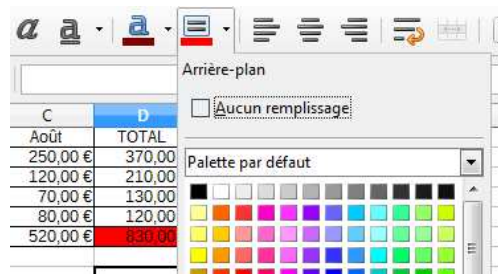 a a a
Arrière-plan
Aucun remplissage
C D
Août TOTAL
250,00 € 370,00
120,00 € 210,00
70,00 € 130,00
80,00 € 120,00
520,00 € 830,00
Palette par défaut